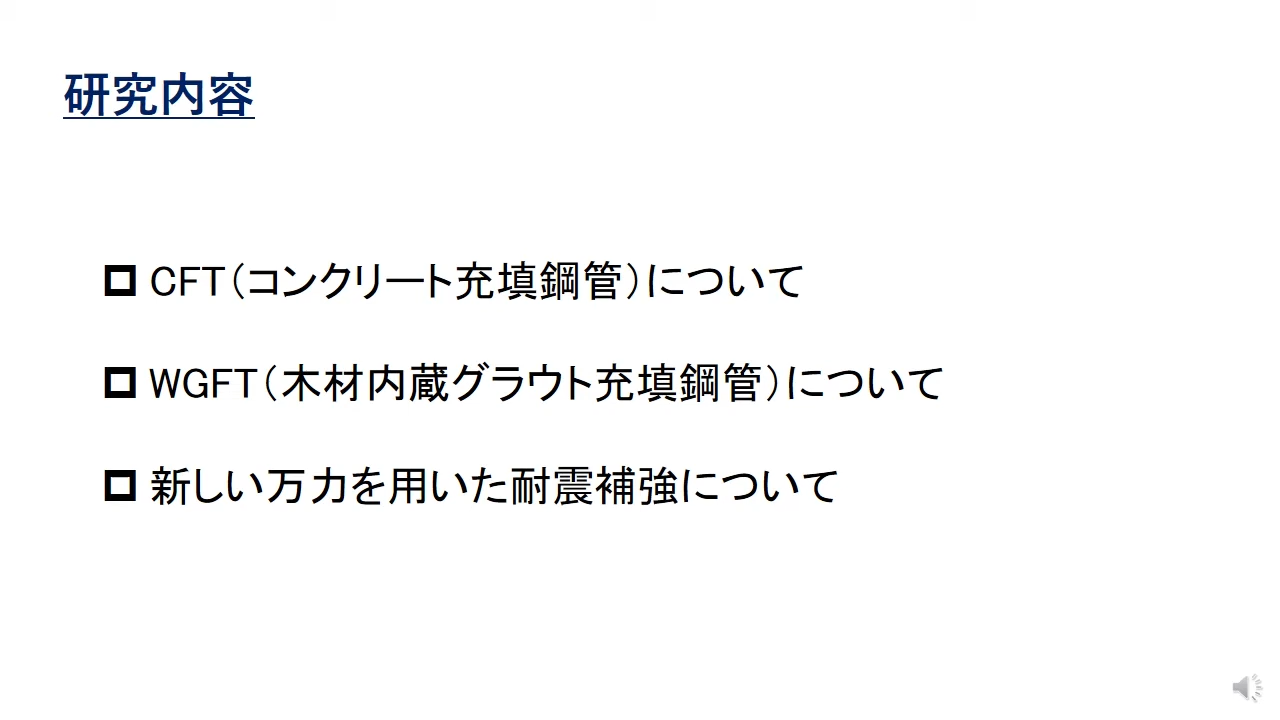 研究内容
CFT(コンクリート充填鋼管)について
WGFT(木材内蔵グラウト充填鋼管)について
新しい万力を用いた耐震補強について